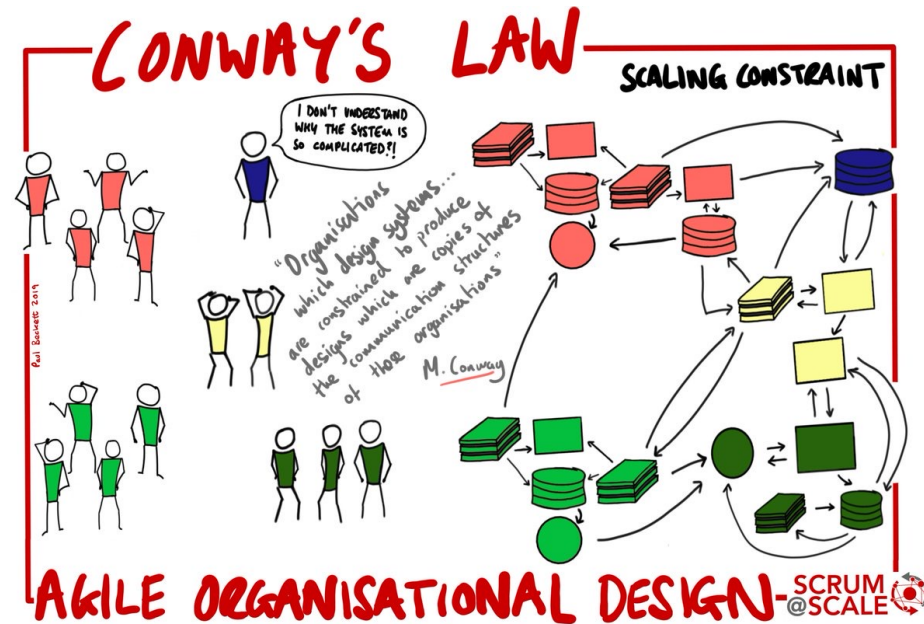 CONWAY'S LAW
SCALING CONSTRAINT
I DON'T UNDERSTAND
WHY THE SYSTEM IS
SO COMPLICATED?!
"Organisations
which design systems...
are constrained to produce
designs which are copies of
the communication structures
of those organisations"
M. Conway
Paul Beckett 2019
AGILE ORGANISATIONAL DESIGN-
SCRUM
@SCALE